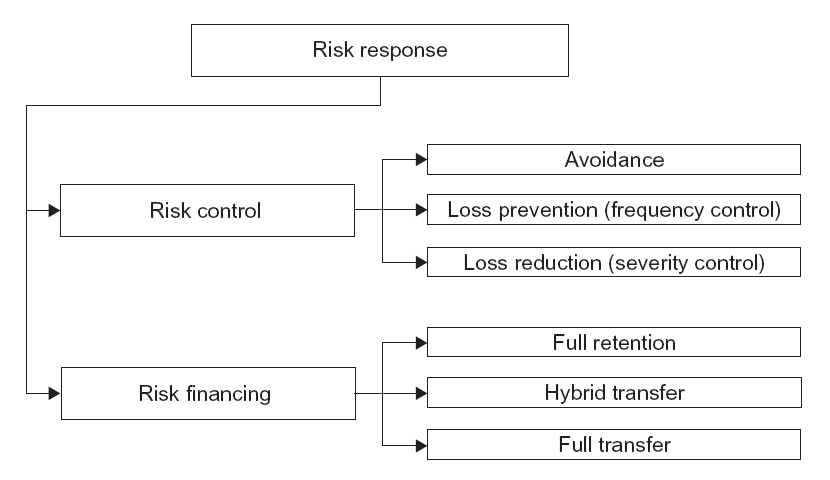 Risk response
Risk control
Avoidance
Loss prevention (frequency control)
Loss reduction (severity control)
Risk financing
Full retention
Hybrid transfer
Full transfer